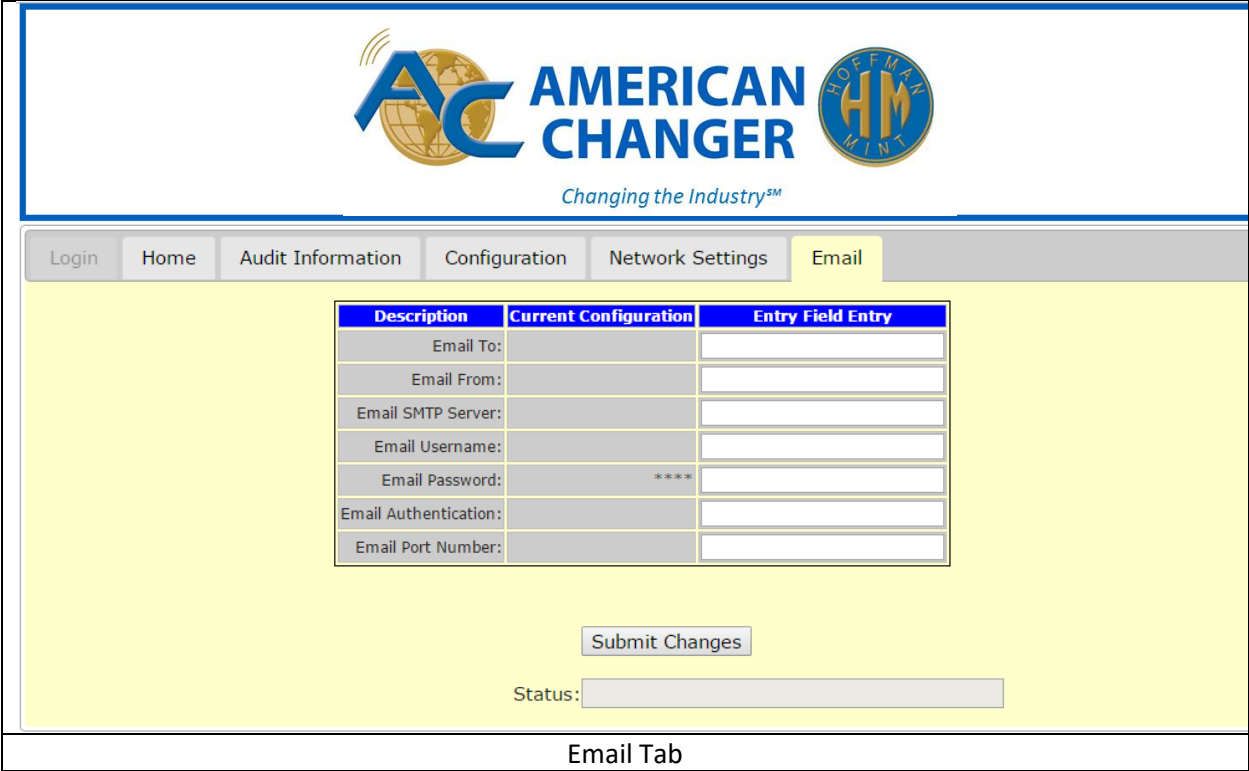 AC AMERICAN
CHANGER
HOFFMAN
HM
MINT
Changing the Industry℠
Login Home Audit Information Configuration Network Settings Email
Description Current Configuration Entry Field Entry
Email To:
Email From:
Email SMTP Server:
Email Username:
Email Password: ****
Email Authentication:
Email Port Number:
Submit Changes
Status:
Email Tab